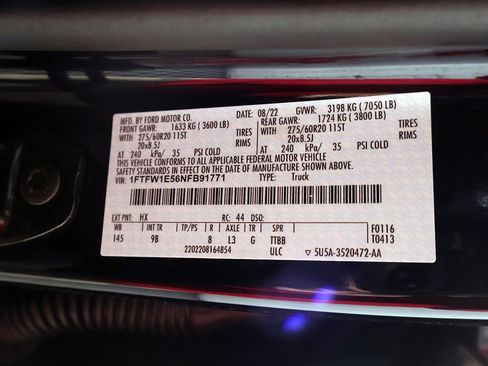 MFD. BY FORD MOTOR CO.
DATE: 08/22 GVWR: 3198 KG ( 7050 LB)
FRONT GAWR: 1633 KG ( 3600 LB) REAR GAWR: 1724 KG ( 3800 LB)
275/60R20 115T TIRES 275/60R20 115T TIRES
20x8.5J RIMS 20x8.5J RIMS
AT 240 kPa/ 35 PSI COLD AT 240 kPa/ 35 PSI COLD
THIS VEHICLE CONFORMS TO ALL APPLICABLE FEDERAL MOTOR VEHICLE
SAFETY STANDARDS IN EFFECT ON THE DATE OF MANUFACTURE SHOWN ABOVE.
VIN: 1FTFW1E56NFB91771 TYPE: Truck
EXT PNT: HX RC: 44 DSO: F0116
WB INT TR TP/PS R AXLE TR SPR T0413
145 9B 8 L3 G TTBB
2202208164854 ULC 5U5A-3520472-AA